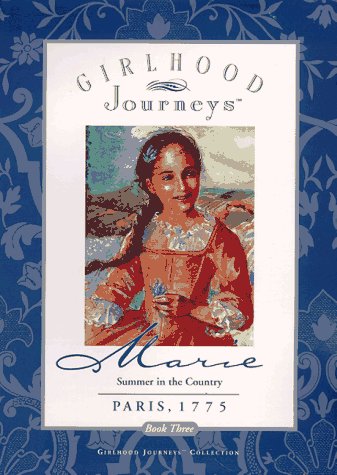 GIRLHOOD
Journeys™
Marie
Summer in the Country
PARIS, 1775
Book Three
GIRLHOOD JOURNEYS™ COLLECTION